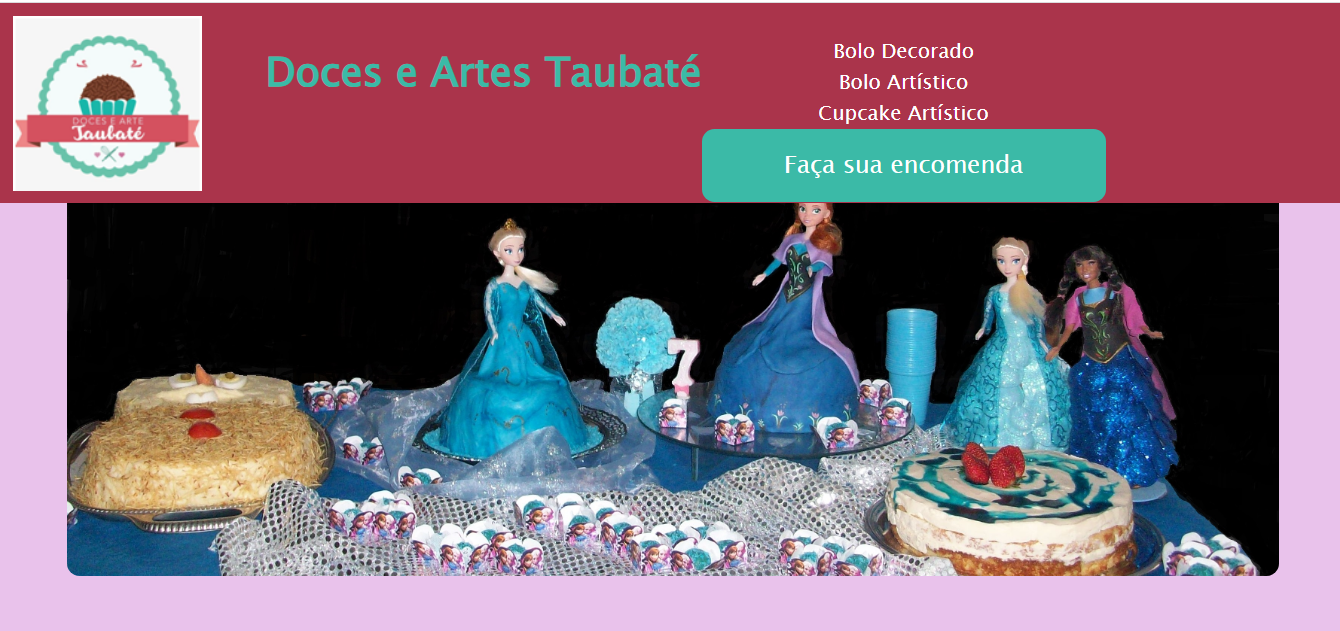 DOCES E ARTE
Taubaté
Doces e Artes Taubaté
Bolo Decorado
Bolo Artístico
Cupcake Artístico
Faça sua encomenda
7